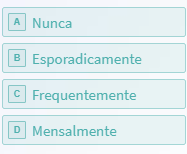 A Nunca
B Esporadicamente
C Frequentemente
D Mensalmente